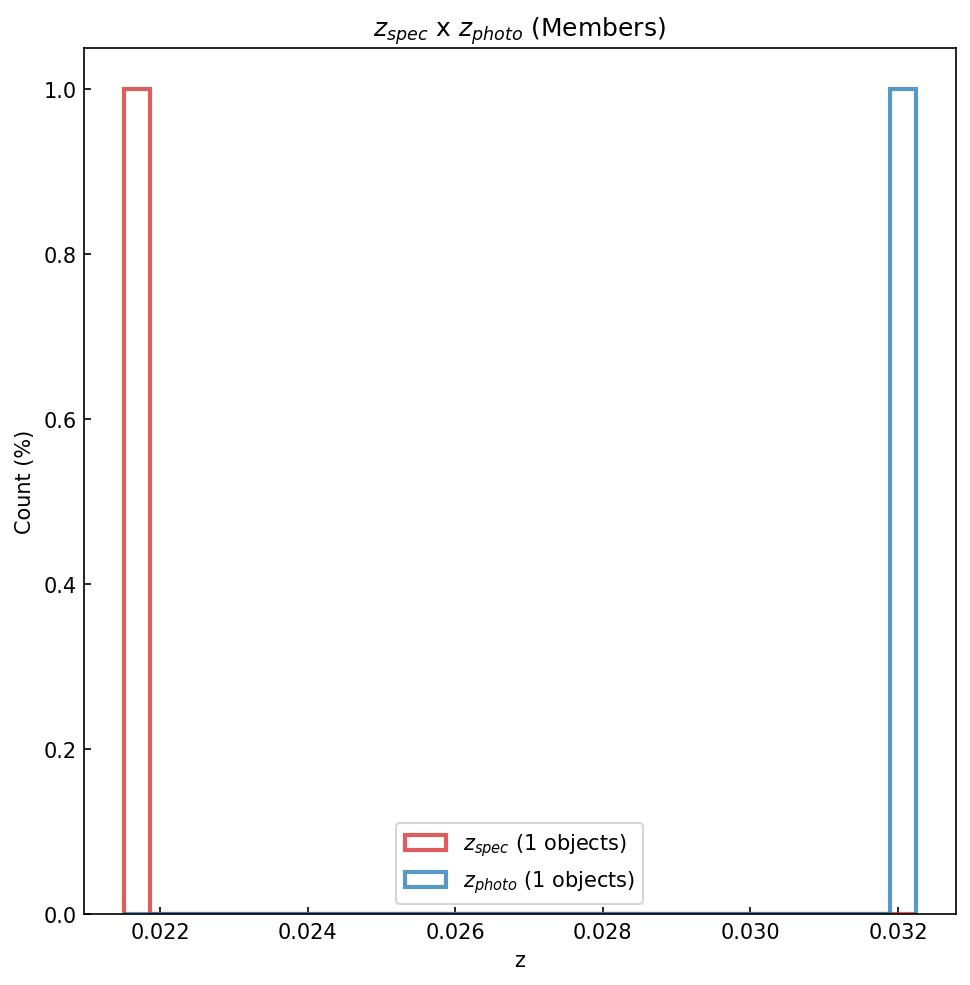 z_spec x z_photo (Members)
1.0
0.8
0.6
0.4
0.2
0.0
Count (%)
z_spec (1 objects)
z_photo (1 objects)
0.022 0.024 0.026 0.028 0.030 0.032
z